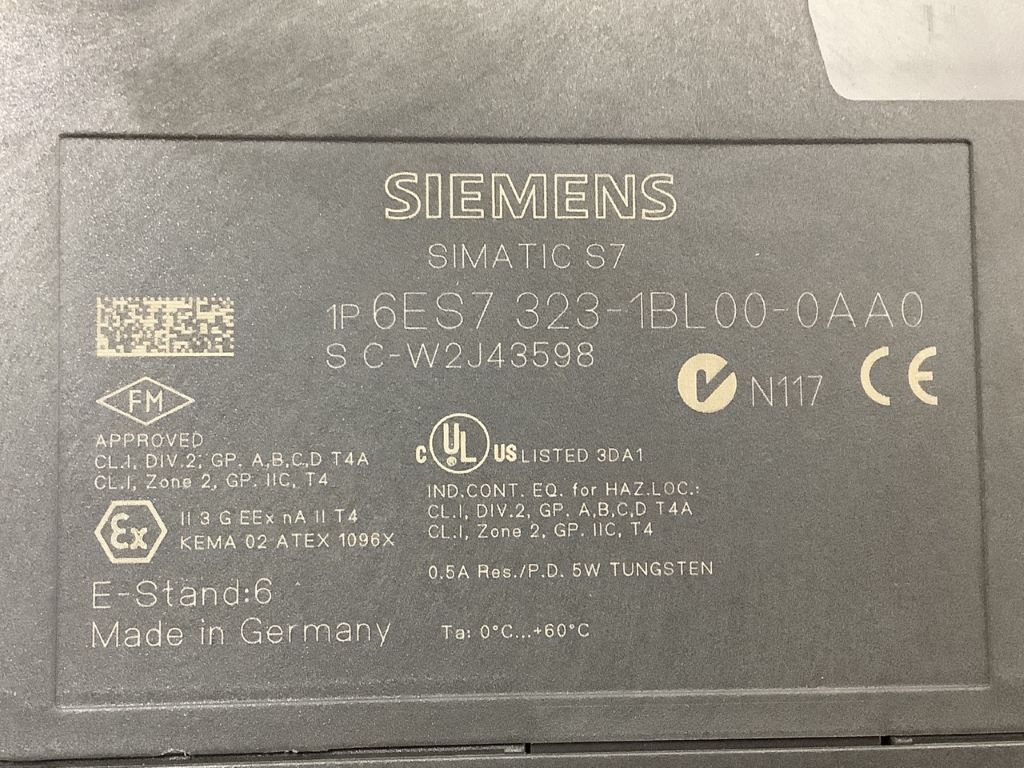 SIEMENS
SIMATIC S7
1P 6ES7 323-1BL00-0AA0
S C-W2J43598
N117 CE
FM
APPROVED
CL.I, DIV.2, GP. A,B,C,D T4A
CL.I, Zone 2, GP. IIC, T4
C UL US LISTED 3DA1
IND.CONT. EQ. for HAZ.LOC.:
CL.I, DIV.2, GP. A,B,C,D T4A
CL.I, Zone 2, GP. IIC, T4
0.5A Res./P.D. 5W TUNGSTEN
Ex II 3 G EEx nA II T4
KEMA 02 ATEX 1096X
E-Stand:6
Made in Germany
Ta: 0°C...+60°C